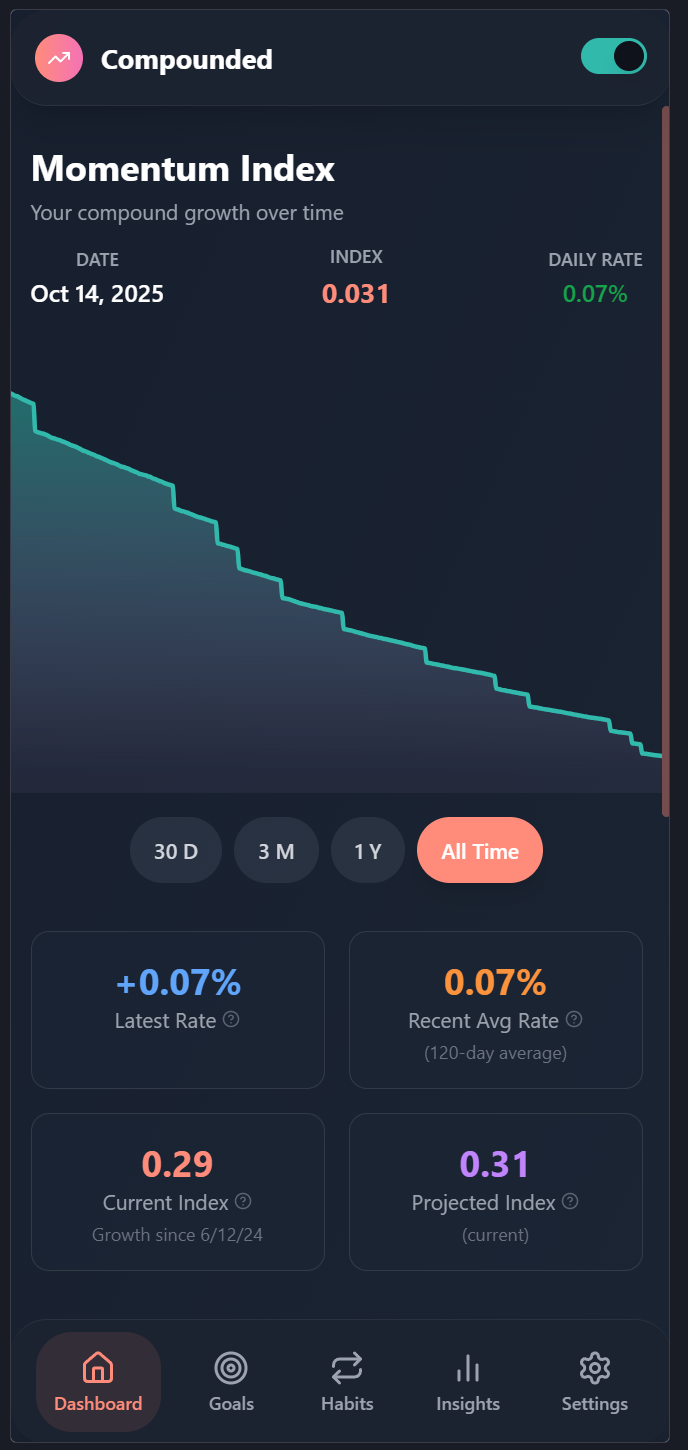 Compounded
Momentum Index
Your compound growth over time
DATE
INDEX
DAILY RATE
Oct 14, 2025
0.031
0.07%
30 D
3 M
1 Y
All Time
+0.07%
Latest Rate
0.07%
Recent Avg Rate
(120-day average)
0.29
Current Index
Growth since 6/12/24
0.31
Projected Index
(current)
Dashboard
Goals
Habits
Insights
Settings